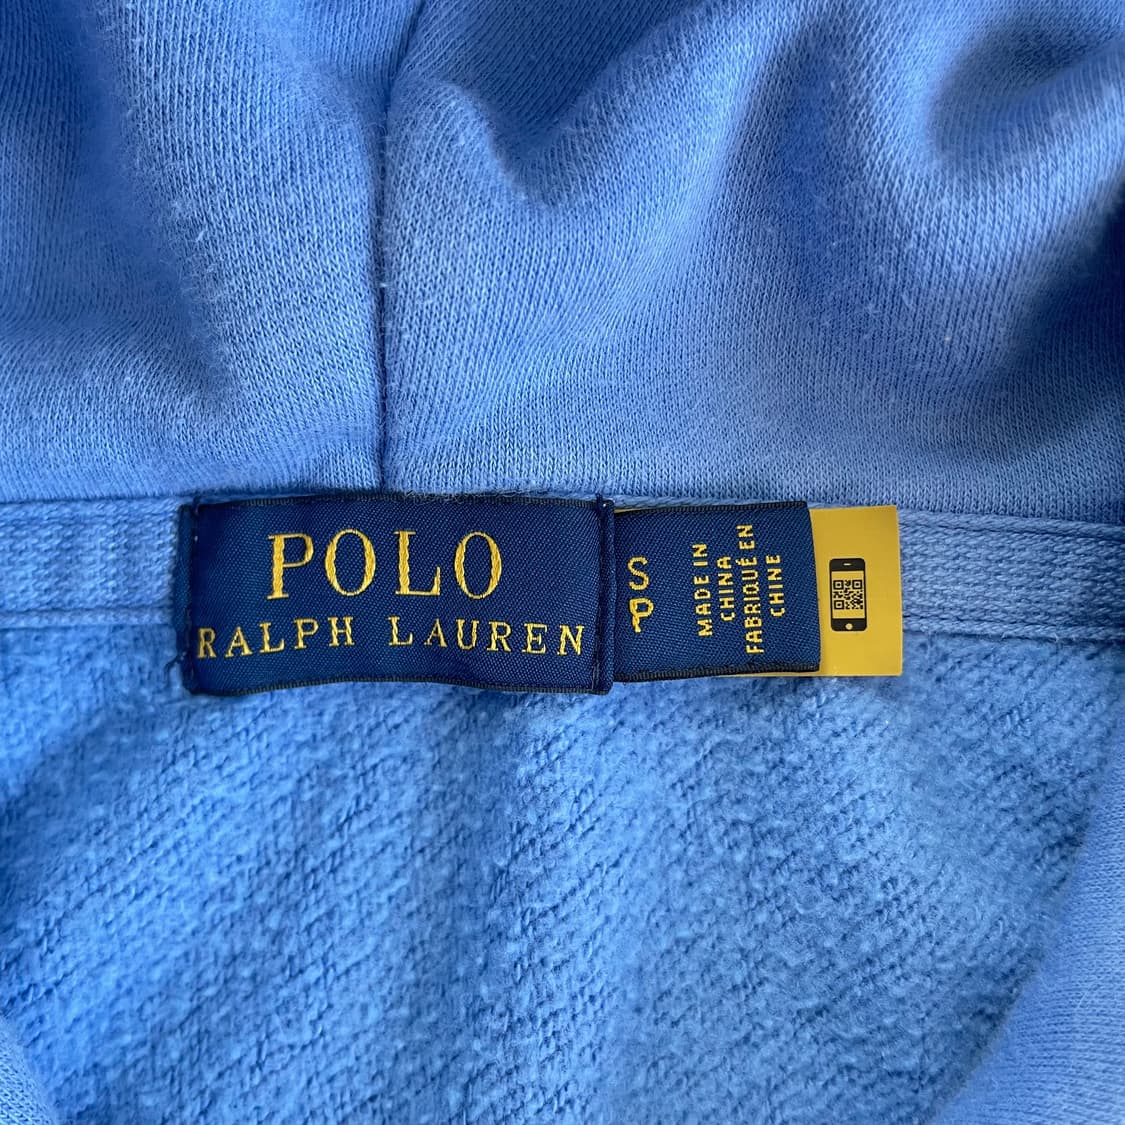 POLO
RALPH LAUREN
S
P
MADE IN
CHINA
FABRIQUÉ EN
CHINE